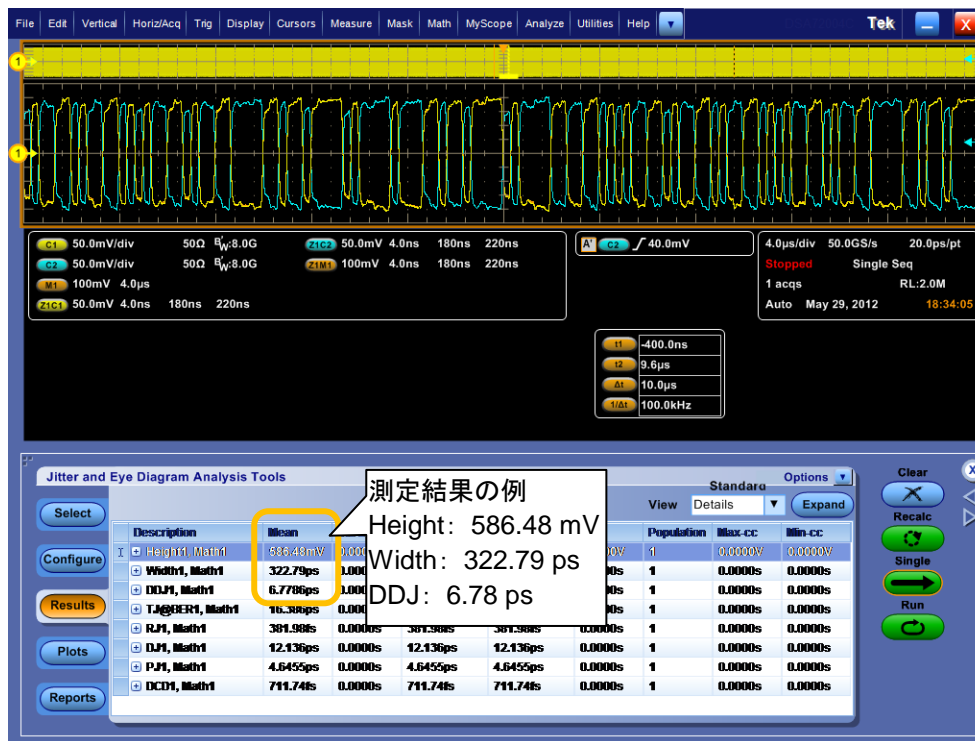 File Edit Vertical Horiz/Acq Trig Display Cursors Measure Mask Math MyScope Analyze Utilities Help Tek X
1
1
C1 50.0mV/div 50Ω BW:8.0G
C2 50.0mV/div 50Ω BW:8.0G
M1 100mV 4.0µs
Z1C1 50.0mV 4.0ns 180ns 220ns
Z1C2 50.0mV 4.0ns 180ns 220ns
Z1M1 100mV 4.0ns 180ns 220ns
A' C2 40.0mV
4.0µs/div 50.0GS/s 20.0ps/pt
Stopped Single Seq
1 acqs RL:2.0M
Auto May 29, 2012 18:34:05
t1 -400.0ns
t2 9.6µs
Δt 10.0µs
1/Δt 100.0kHz
Jitter and Eye Diagram Analysis Tools Options
Select
Configure
Results
Plots
Reports
View Details Expand
Description Mean Population Max-cc Min-cc
Height1, Math1 586.48mV 1 0.0000V 0.0000V
Width1, Math1 322.79ps 1 0.0000s 0.0000s
DDJ1, Math1 6.7786ps 1 0.0000s 0.0000s
TJ@BER1, Math1 16.386ps 1 0.0000s 0.0000s
RJ1, Math1 381.98fs 0.0000s 381.98fs 381.98fs 0.0000s 1 0.0000s 0.0000s
DJ1, Math1 12.136ps 0.0000s 12.136ps 12.136ps 0.0000s 1 0.0000s 0.0000s
PJ1, Math1 4.6455ps 0.0000s 4.6455ps 4.6455ps 0.0000s 1 0.0000s 0.0000s
DCD1, Math1 711.74fs 0.0000s 711.74fs 711.74fs 0.0000s 1 0.0000s 0.0000s
測定結果の例
Height: 586.48 mV
Width: 322.79 ps
DDJ: 6.78 ps
Clear
Recalc
Single
Run